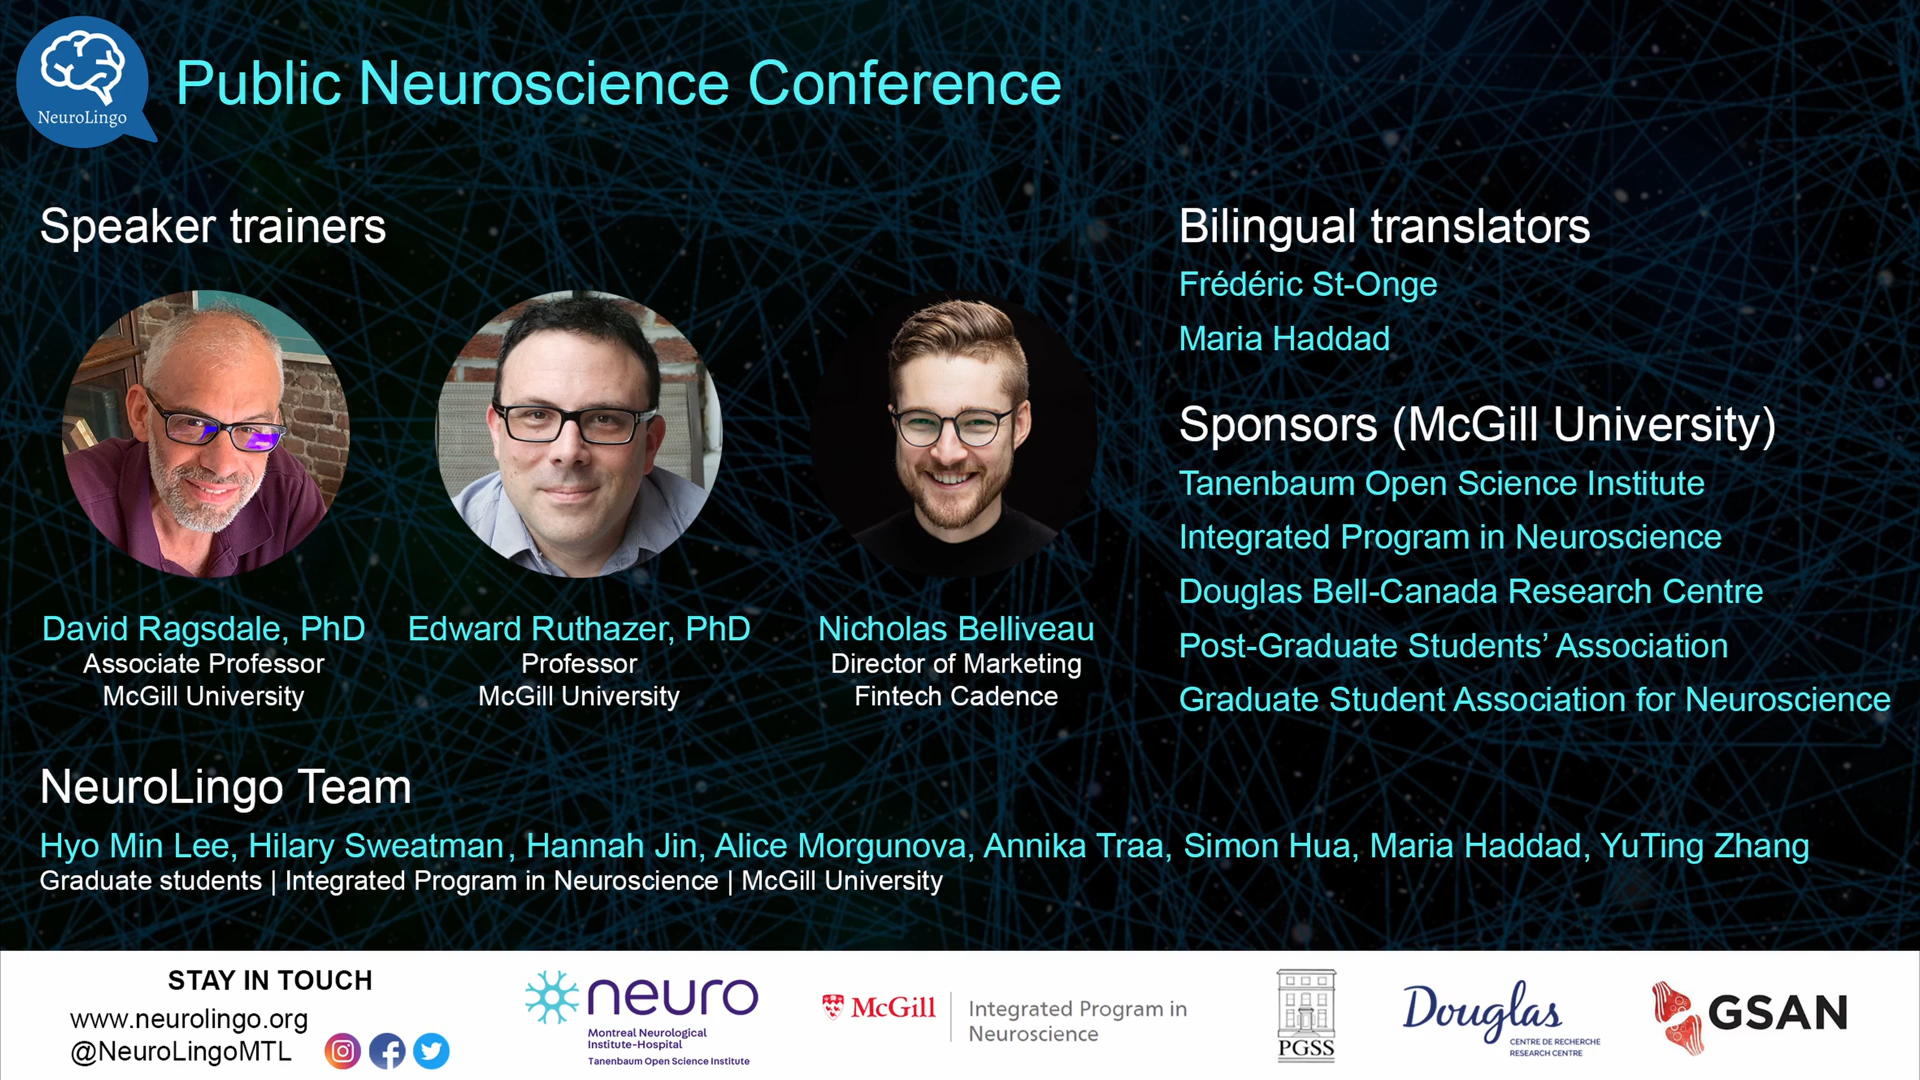 NeuroLingo
Public Neuroscience Conference
Speaker trainers
David Ragsdale, PhD
Associate Professor
McGill University
Edward Ruthazer, PhD
Professor
McGill University
Nicholas Belliveau
Director of Marketing
Fintech Cadence
Bilingual translators
Frédéric St-Onge
Maria Haddad
Sponsors (McGill University)
Tanenbaum Open Science Institute
Integrated Program in Neuroscience
Douglas Bell-Canada Research Centre
Post-Graduate Students’ Association
Graduate Student Association for Neuroscience
NeuroLingo Team
Hyo Min Lee, Hilary Sweatman, Hannah Jin, Alice Morgunova, Annika Traa, Simon Hua, Maria Haddad, YuTing Zhang
Graduate students | Integrated Program in Neuroscience | McGill University
STAY IN TOUCH
www.neurolingo.org
@NeuroLingoMTL
neuro
Montreal Neurological
Institute-Hospital
Tanenbaum Open Science Institute
McGill
Integrated Program in
Neuroscience
PGSS
Douglas
CENTRE DE RECHERCHE
RESEARCH CENTRE
GSAN